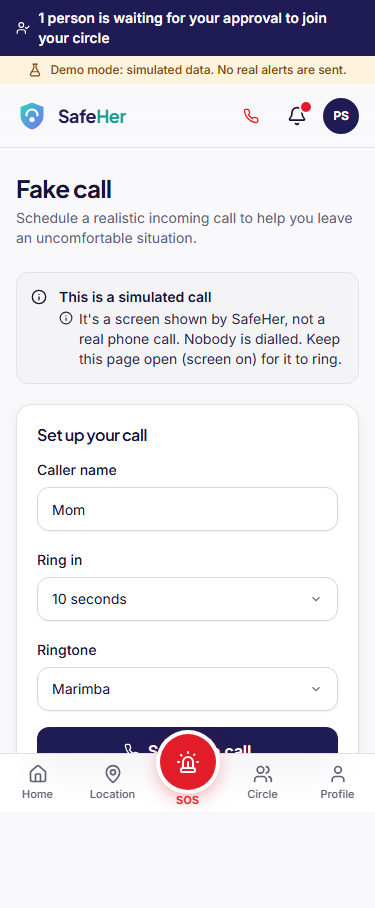 1 person is waiting for your approval to join
your circle
Demo mode: simulated data. No real alerts are sent.
SafeHer
PS
Fake call
Schedule a realistic incoming call to help you leave
an uncomfortable situation.
This is a simulated call
It's a screen shown by SafeHer, not a
real phone call. Nobody is dialled. Keep
this page open (screen on) for it to ring.
Set up your call
Caller name
Mom
Ring in
10 seconds
Ringtone
Marimba
call
Home
Location
SOS
Circle
Profile